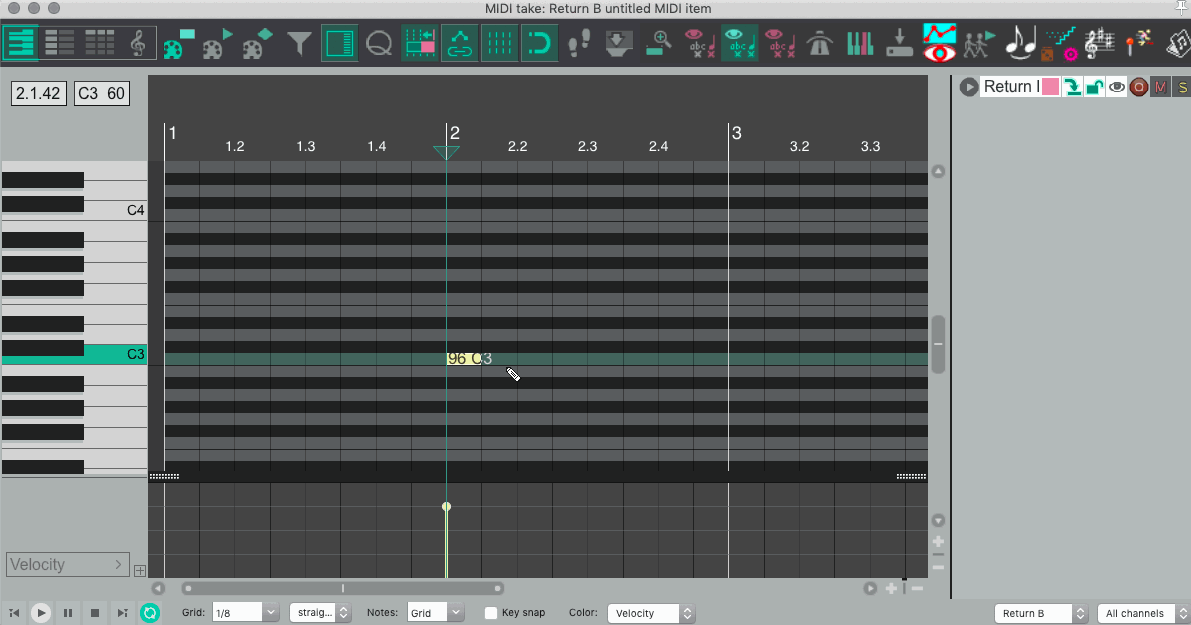 MIDI take: Return B untitled MIDI item
2.1.42 C3 60
Return
M S
1 2 3
1.2 1.3 1.4 2.2 2.3 2.4 3.2 3.3
C4
C3
96 C3
Velocity
Grid: 1/8 straig... Notes: Grid Key snap Color: Velocity Return B All channels